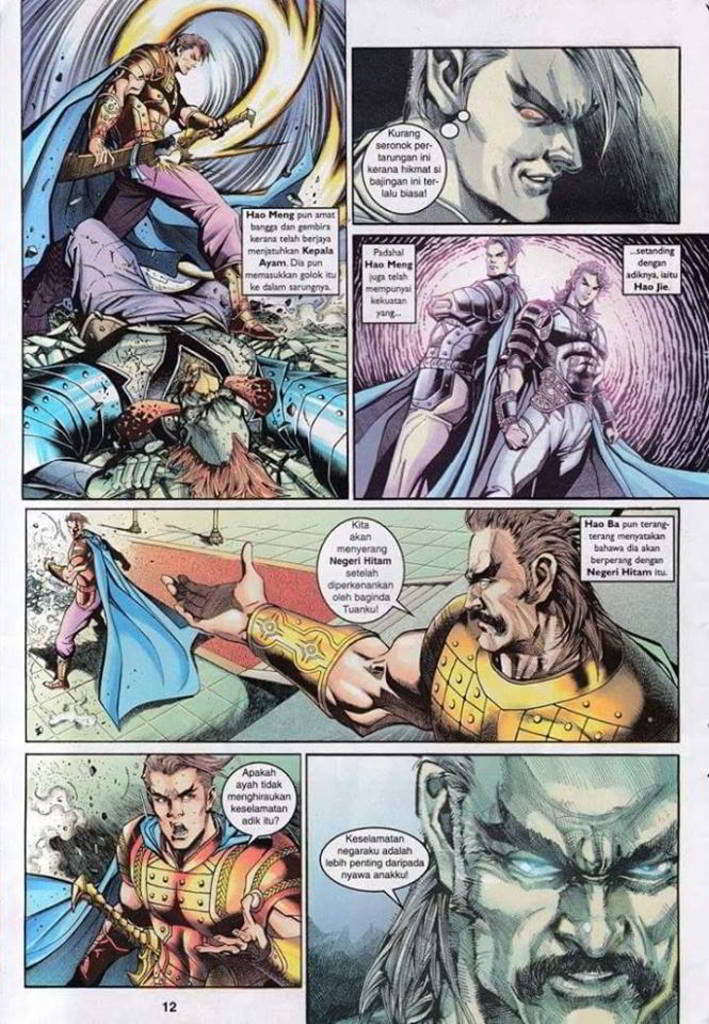 Hao Meng pun amat
bangga dan gembira
kerana telah berjaya
menjatuhkan Kepala
Ayam. Dia pun
memasukkan golok itu
ke dalam sarungnya.
Kurang
seronok per-
tarungan ini
kerana hikmat si
bajingan ini ter-
lalu biasa!
Padahal
Hao Meng
juga telah
mempunyai
kekuatan
yang...
...setanding
dengan
adiknya, iaitu
Hao Jie.
Kita
akan
menyerang
Negeri Hitam
setelah
diperkenankan
oleh baginda
Tuanku!
Hao Ba pun terang-
terang menyatakan
bahawa dia akan
berperang dengan
Negeri Hitam itu.
Apakah
ayah tidak
menghiraukan
keselamatan
adik itu?
Keselamatan
negaraku adalah
lebih penting daripada
nyawa anakku!
12